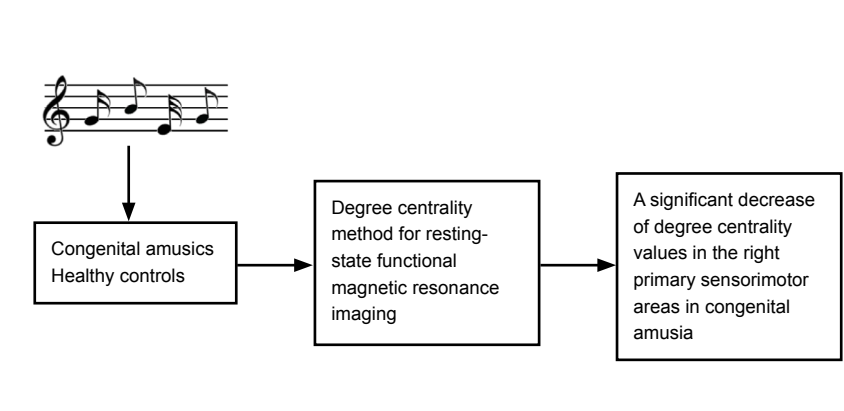 Congenital amusics
Healthy controls
Degree centrality
method for resting-
state functional
magnetic resonance
imaging
A significant decrease
of degree centrality
values in the right
primary sensorimotor
areas in congenital
amusia